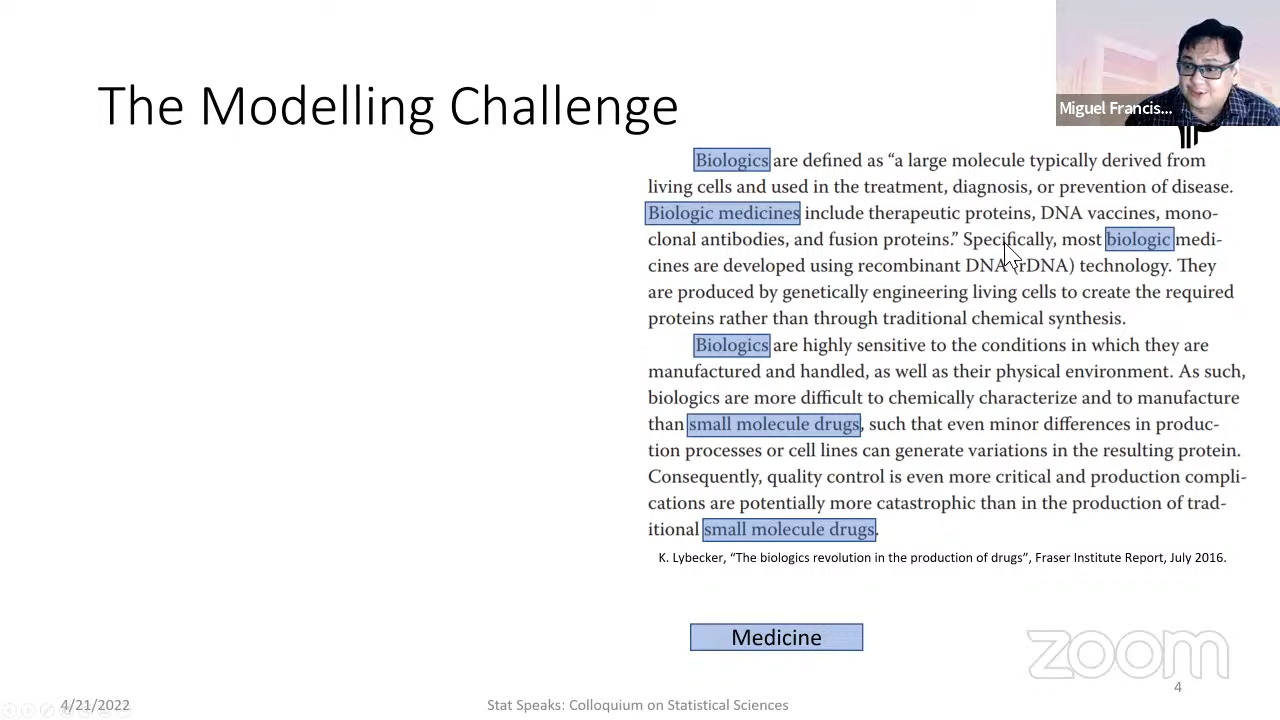 The Modelling Challenge
Miguel Francis...
Biologics are defined as “a large molecule typically derived from
living cells and used in the treatment, diagnosis, or prevention of disease.
Biologic medicines include therapeutic proteins, DNA vaccines, mono-
clonal antibodies, and fusion proteins.” Specifically, most biologic medi-
cines are developed using recombinant DNA (rDNA) technology. They
are produced by genetically engineering living cells to create the required
proteins rather than through traditional chemical synthesis.
Biologics are highly sensitive to the conditions in which they are
manufactured and handled, as well as their physical environment. As such,
biologics are more difficult to chemically characterize and to manufacture
than small molecule drugs, such that even minor differences in produc-
tion processes or cell lines can generate variations in the resulting protein.
Consequently, quality control is even more critical and production compli-
cations are potentially more catastrophic than in the production of trad-
itional small molecule drugs.
K. Lybecker, “The biologics revolution in the production of drugs”, Fraser Institute Report, July 2016.
Medicine
zoom
4
4/21/2022
Stat Speaks: Colloquium on Statistical Sciences